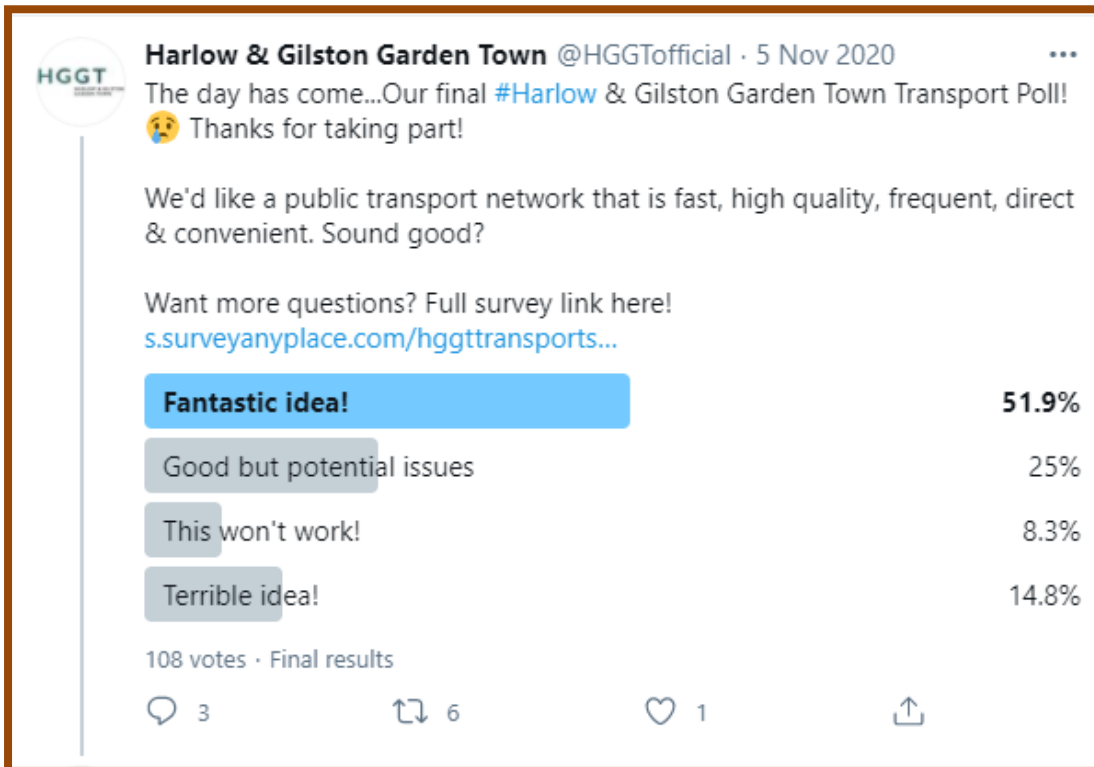 HGGT
Harlow & Gilston Garden Town @HGGTofficial · 5 Nov 2020
The day has come...Our final #Harlow & Gilston Garden Town Transport Poll!
😢 Thanks for taking part!
We'd like a public transport network that is fast, high quality, frequent, direct
& convenient. Sound good?
Want more questions? Full survey link here!
s.surveyanyplace.com/hggttransports...
Fantastic idea! 51.9%
Good but potential issues 25%
This won't work! 8.3%
Terrible idea! 14.8%
108 votes · Final results
3 6 1